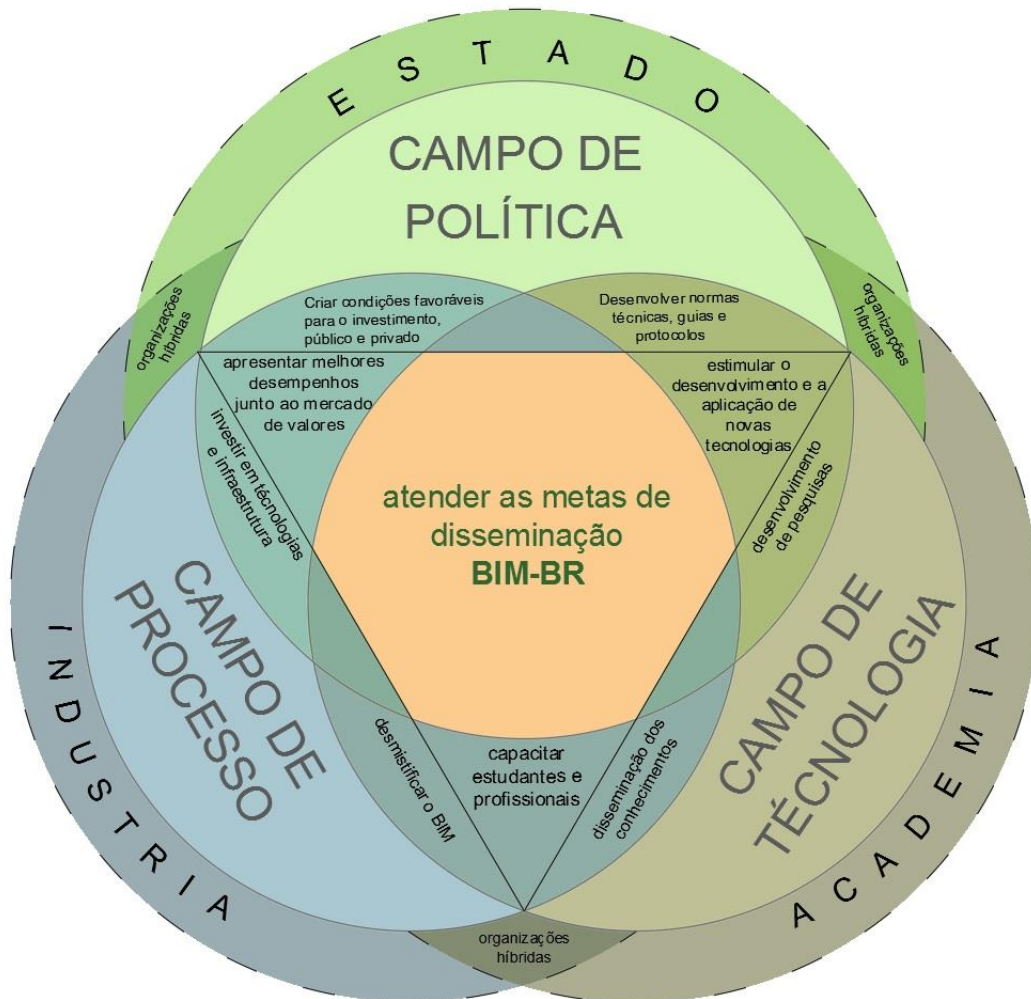 ESTADO
CAMPO DE
POLÍTICA
organizações
híbridas
Criar condições favoráveis
para o investimento,
público e privado
Desenvolver normas
técnicas, guias e
protocolos
organizações
híbridas
apresentar melhores
desempenhos
junto ao mercado
de valores
estimular o
desenvolvimento e a
aplicação de
novas
tecnologias
investir em técnologias
e infraestrutura
desenvolvimento
de pesquisas
atender as metas de
disseminação
BIM-BR
CAMPO DE
PROCESSO
CAMPO DE
TÉCNOLOGIA
INDUSTRIA
ACADEMIA
desmistificar o BIM
capacitar
estudantes e
profissionais
disseminação dos
conhecimentos
organizações
híbridas